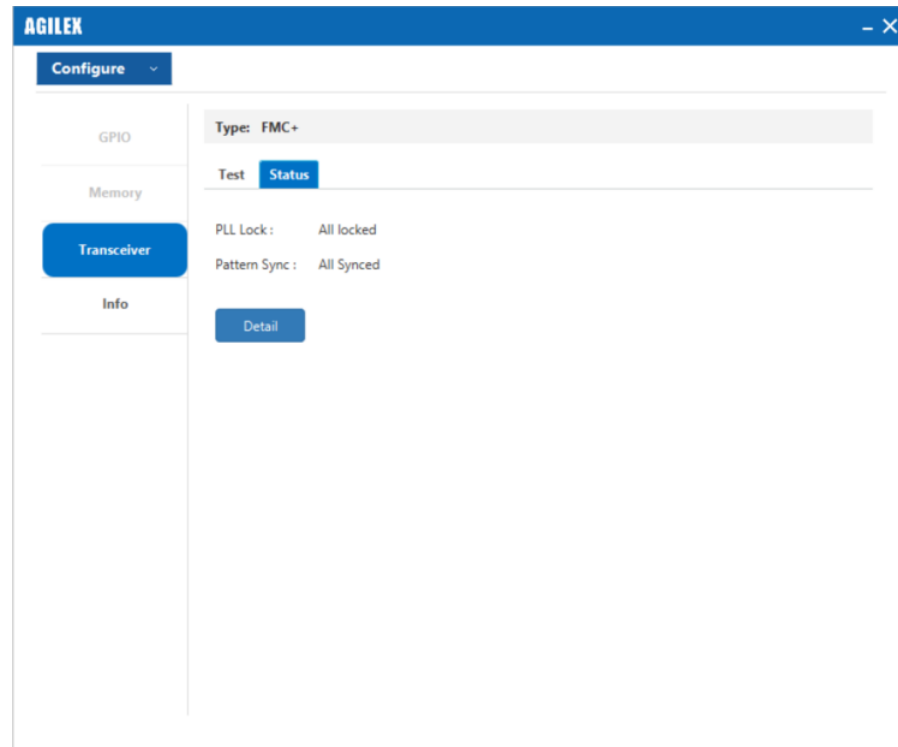 AGILEX
Configure
GPIO
Memory
Transceiver
Info
Type: FMC+
Test Status
PLL Lock : All locked
Pattern Sync : All Synced
Detail